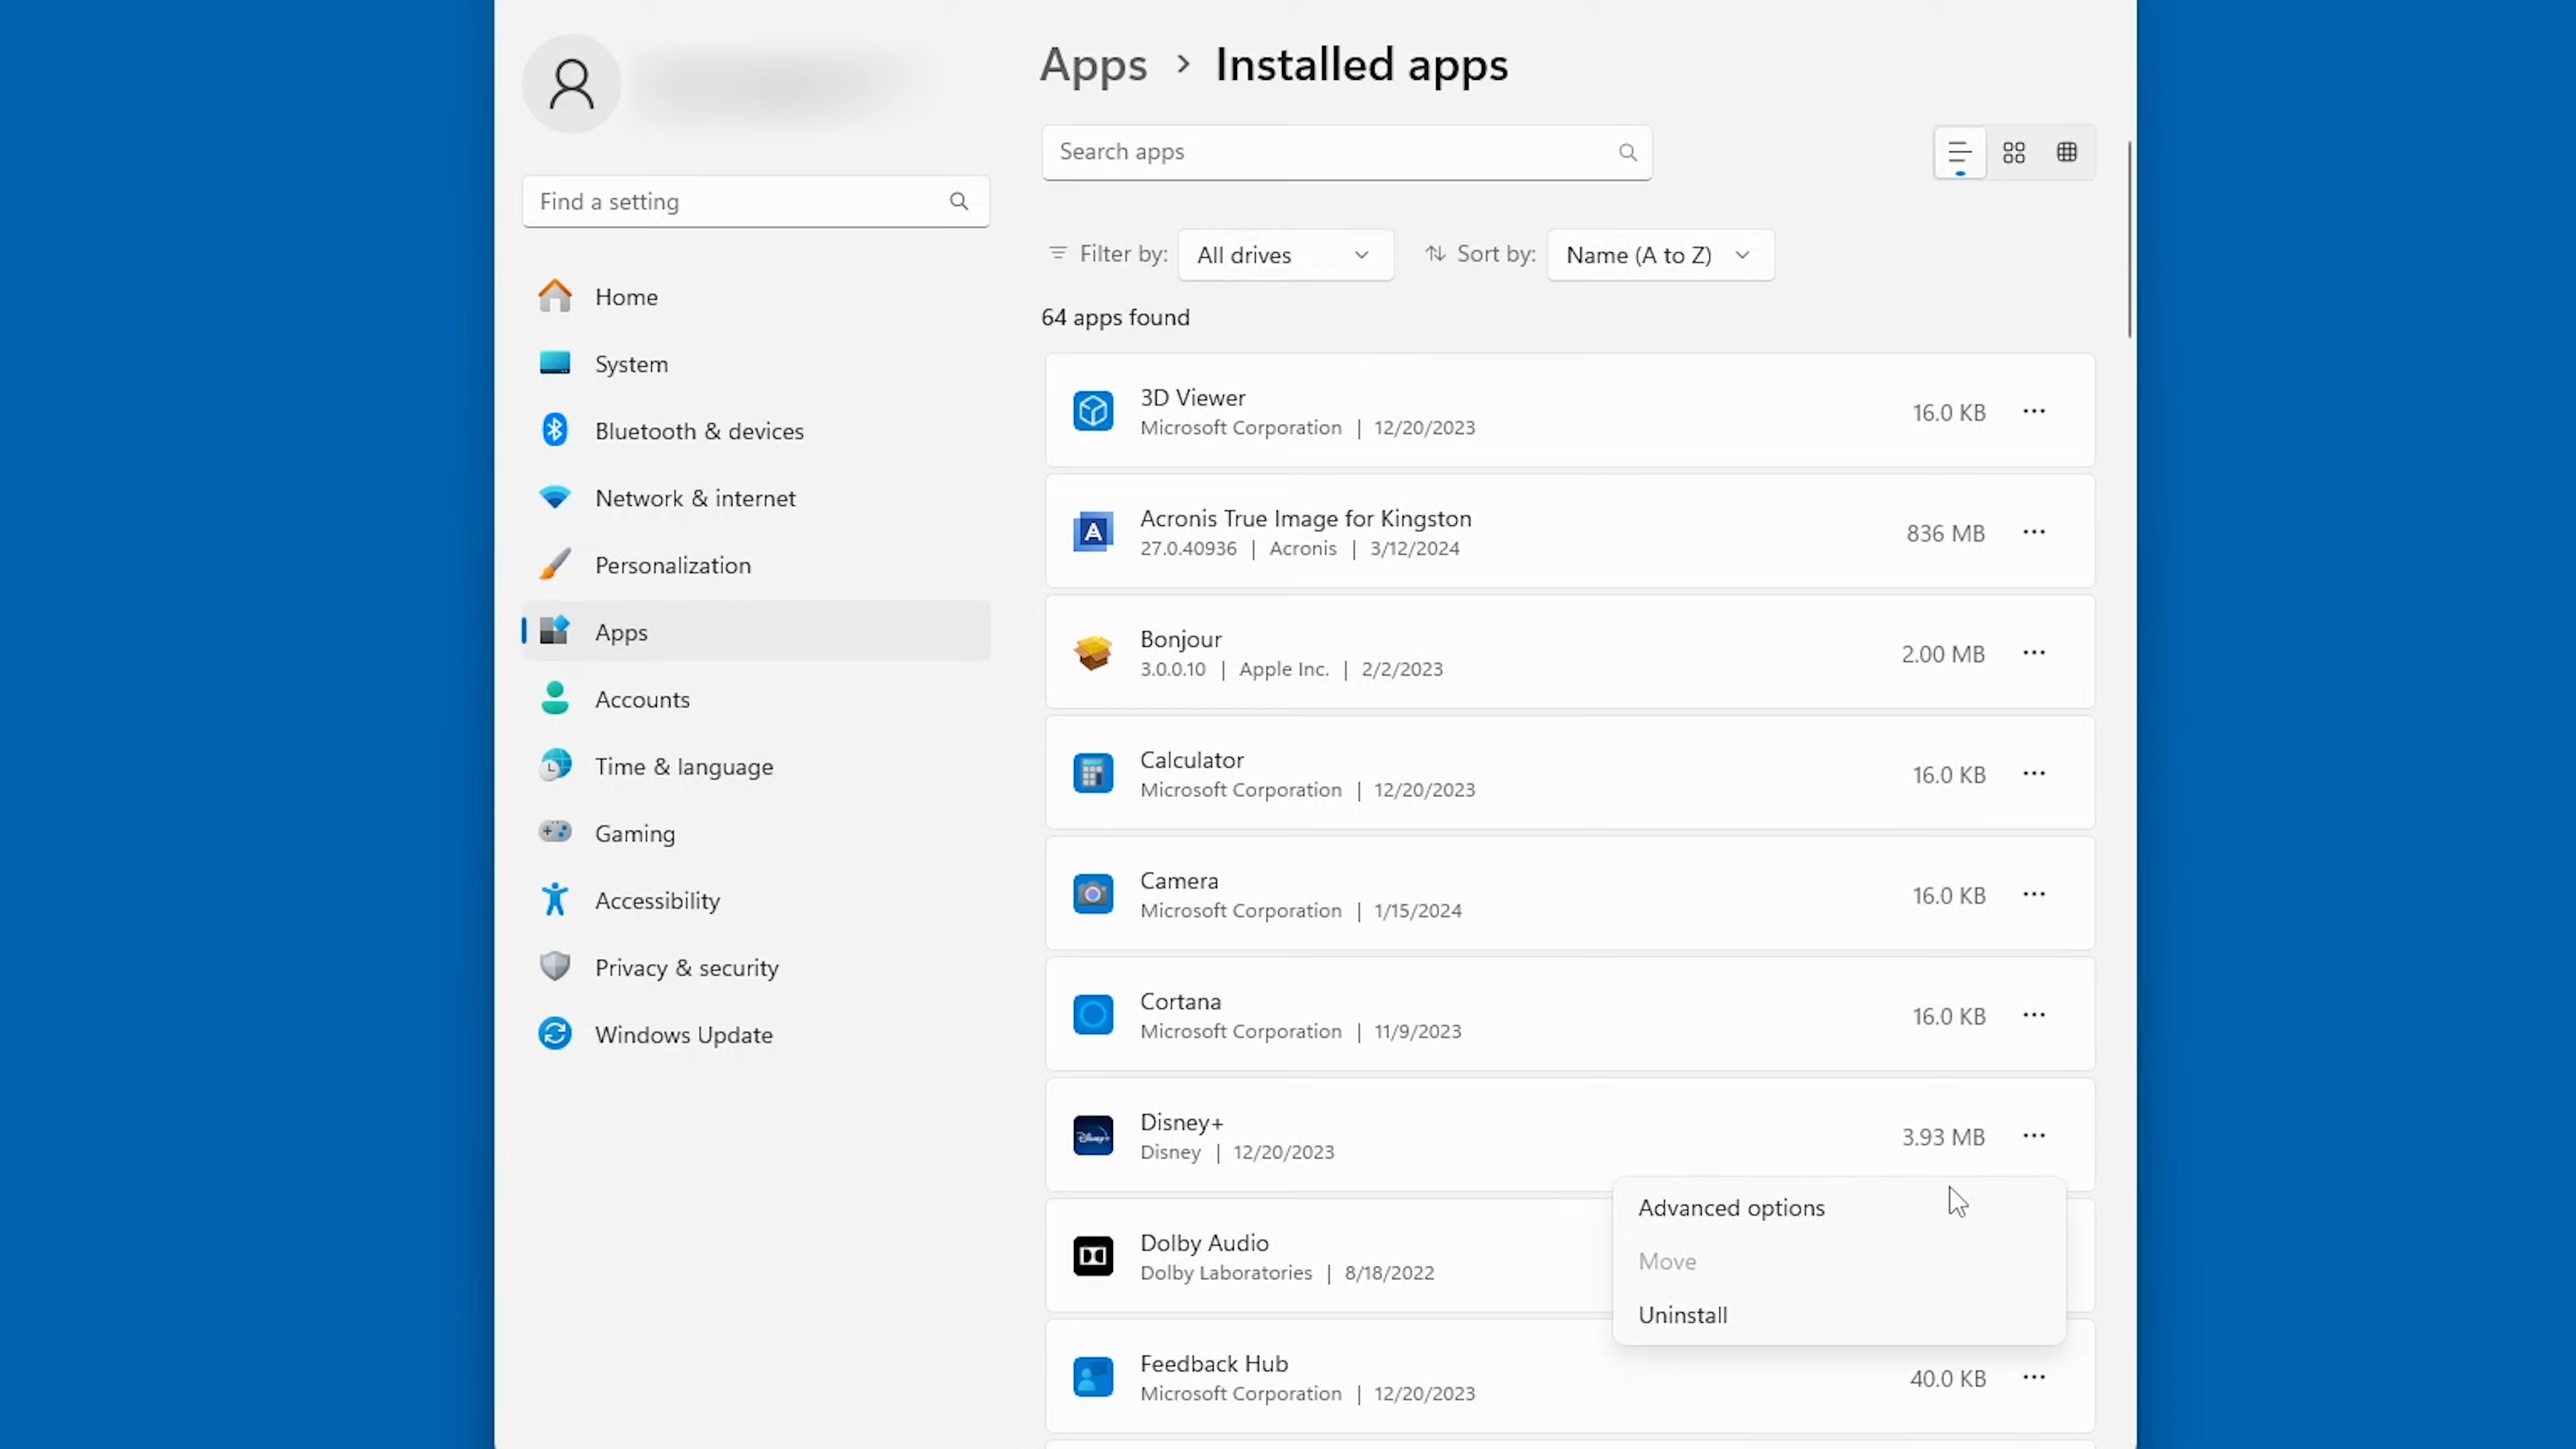 Apps > Installed apps
Search apps
Find a setting
Filter by: All drives Sort by: Name (A to Z)
64 apps found
Home
System
Bluetooth & devices
Network & internet
Personalization
Apps
Accounts
Time & language
Gaming
Accessibility
Privacy & security
Windows Update
3D Viewer
Microsoft Corporation | 12/20/2023
16.0 KB
Acronis True Image for Kingston
27.0.40936 | Acronis | 3/12/2024
836 MB
Bonjour
3.0.0.10 | Apple Inc. | 2/2/2023
2.00 MB
Calculator
Microsoft Corporation | 12/20/2023
16.0 KB
Camera
Microsoft Corporation | 1/15/2024
16.0 KB
Cortana
Microsoft Corporation | 11/9/2023
16.0 KB
Disney+
Disney | 12/20/2023
3.93 MB
Advanced options
Move
Uninstall
Dolby Audio
Dolby Laboratories | 8/18/2022
Feedback Hub
Microsoft Corporation | 12/20/2023
40.0 KB